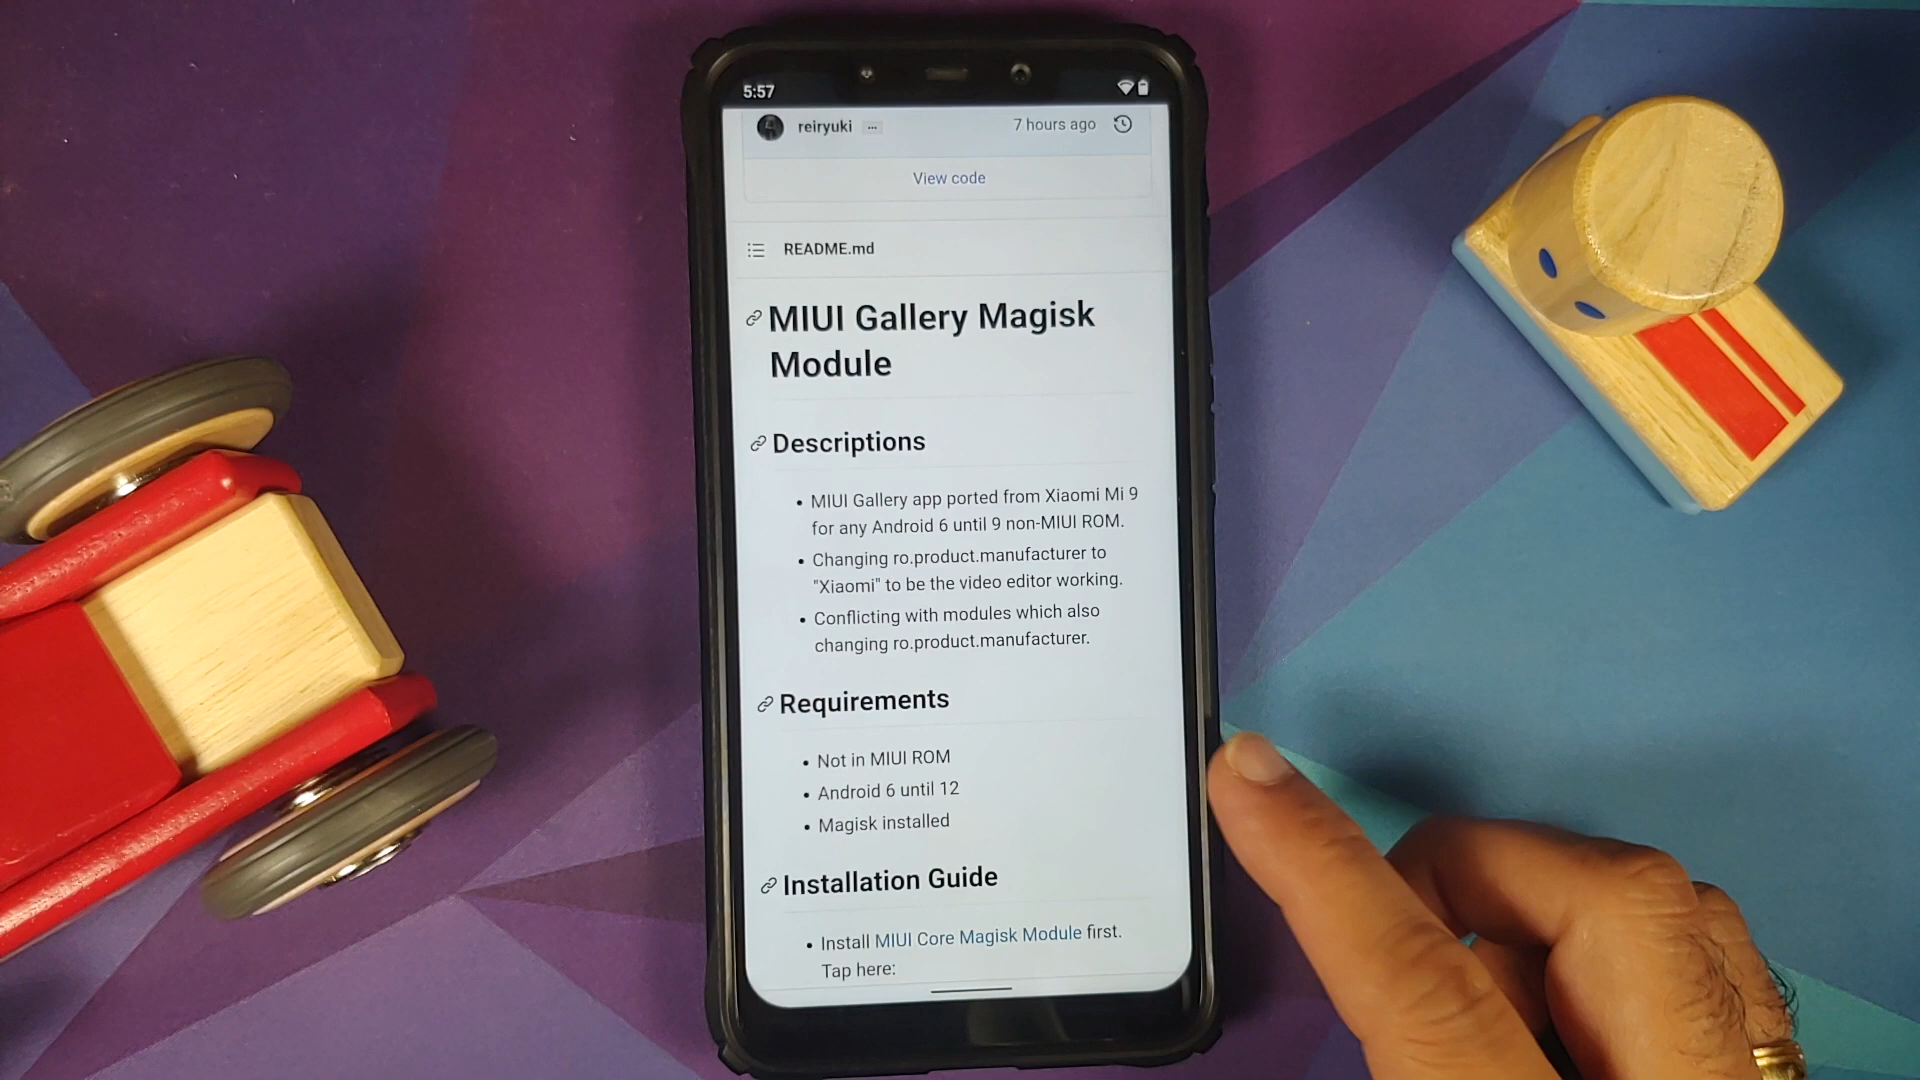 5:57
reiryuki ... 7 hours ago
View code
README.md
MIUI Gallery Magisk
Module
Descriptions
• MIUI Gallery app ported from Xiaomi Mi 9
for any Android 6 until 9 non-MIUI ROM.
• Changing ro.product.manufacturer to
"Xiaomi" to be the video editor working.
• Conflicting with modules which also
changing ro.product.manufacturer.
Requirements
• Not in MIUI ROM
• Android 6 until 12
• Magisk installed
Installation Guide
• Install MIUI Core Magisk Module first.
Tap here: